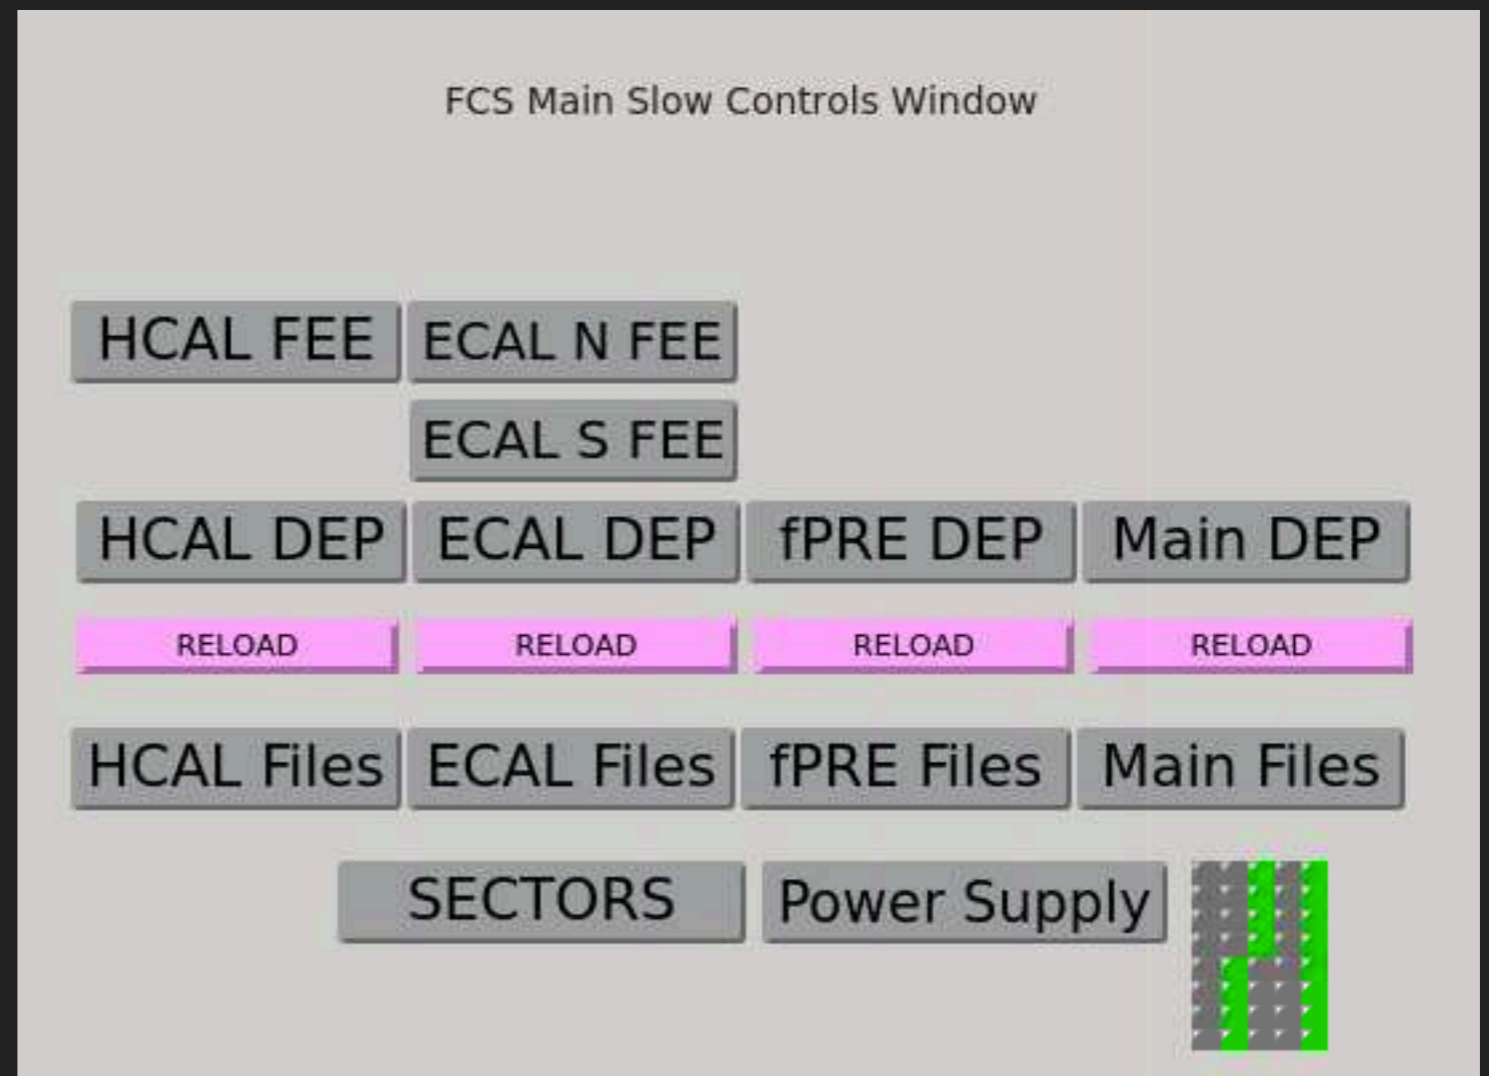 FCS Main Slow Controls Window
HCAL FEE ECAL N FEE
ECAL S FEE
HCAL DEP ECAL DEP fPRE DEP Main DEP
RELOAD RELOAD RELOAD RELOAD
HCAL Files ECAL Files fPRE Files Main Files
SECTORS Power Supply